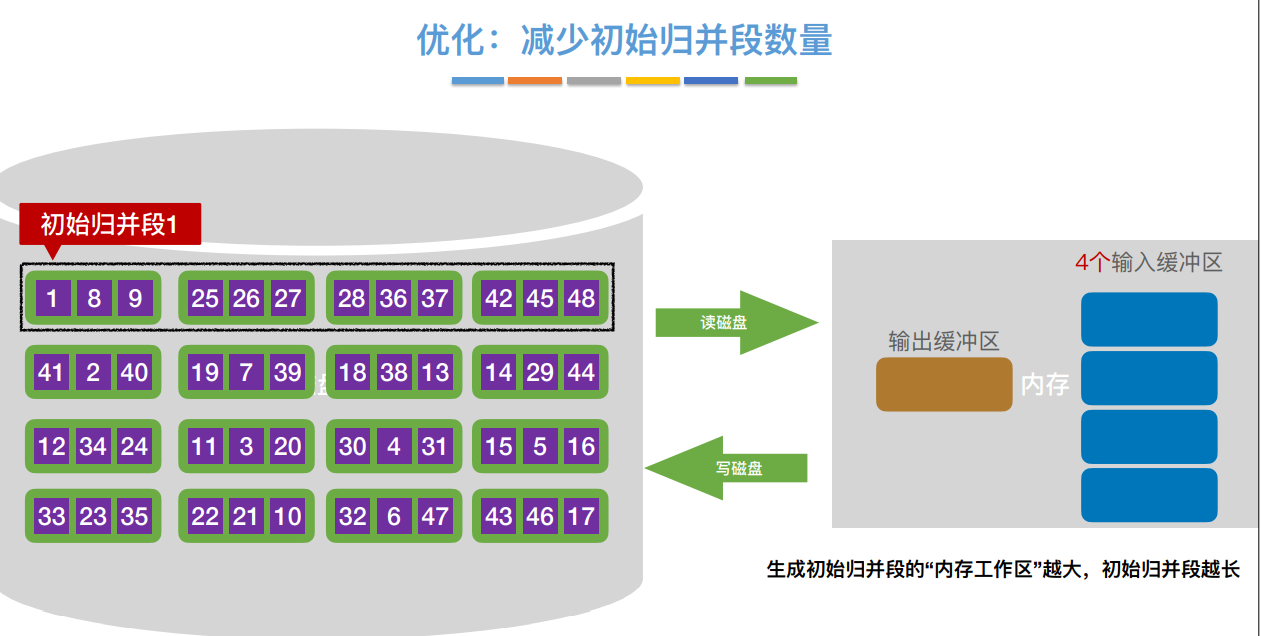 优化：减少初始归并段数量
初始归并段1
1 8 9 25 26 27 28 36 37 42 45 48
41 2 40 19 7 39 18 38 13 14 29 44
12 34 24 11 3 20 30 4 31 15 5 16
33 23 35 22 21 10 32 6 47 43 46 17
读磁盘
写磁盘
4个输入缓冲区
输出缓冲区
内存
生成初始归并段的“内存工作区”越大，初始归并段越长